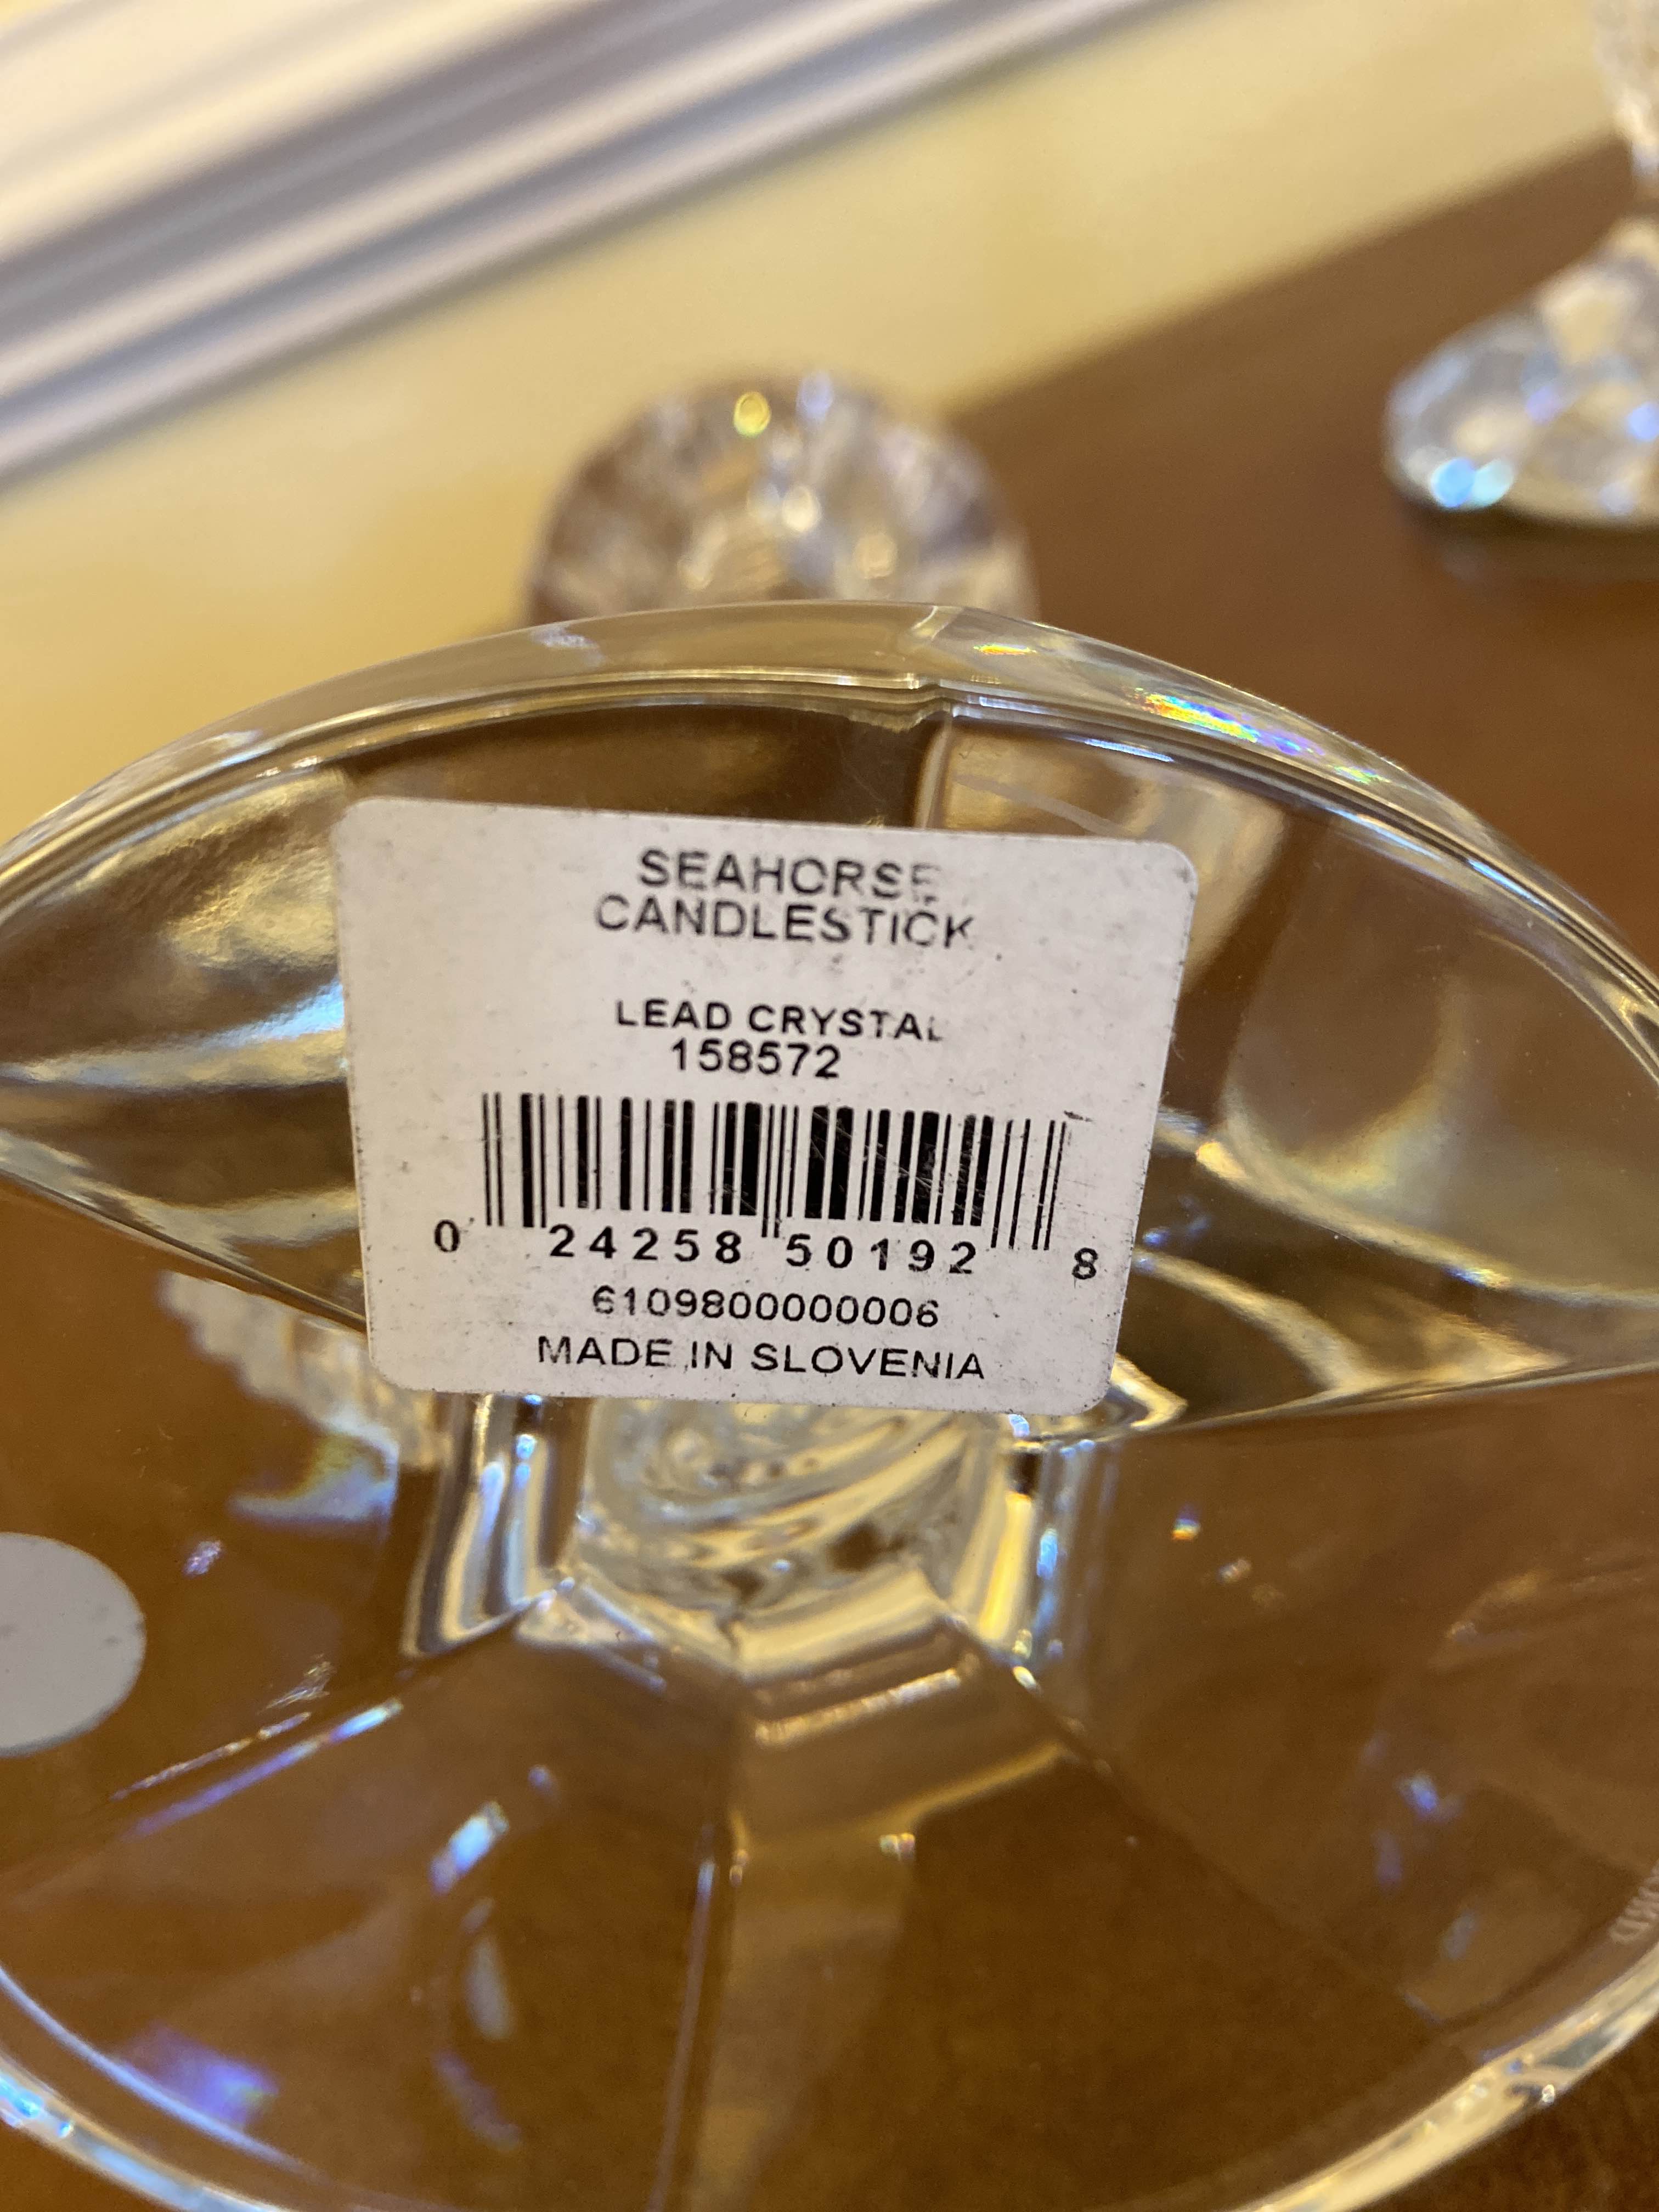 SEAHORSE
CANDLESTICK
LEAD CRYSTAL
158572
0 24258 50192 8
6109800000006
MADE IN SLOVENIA